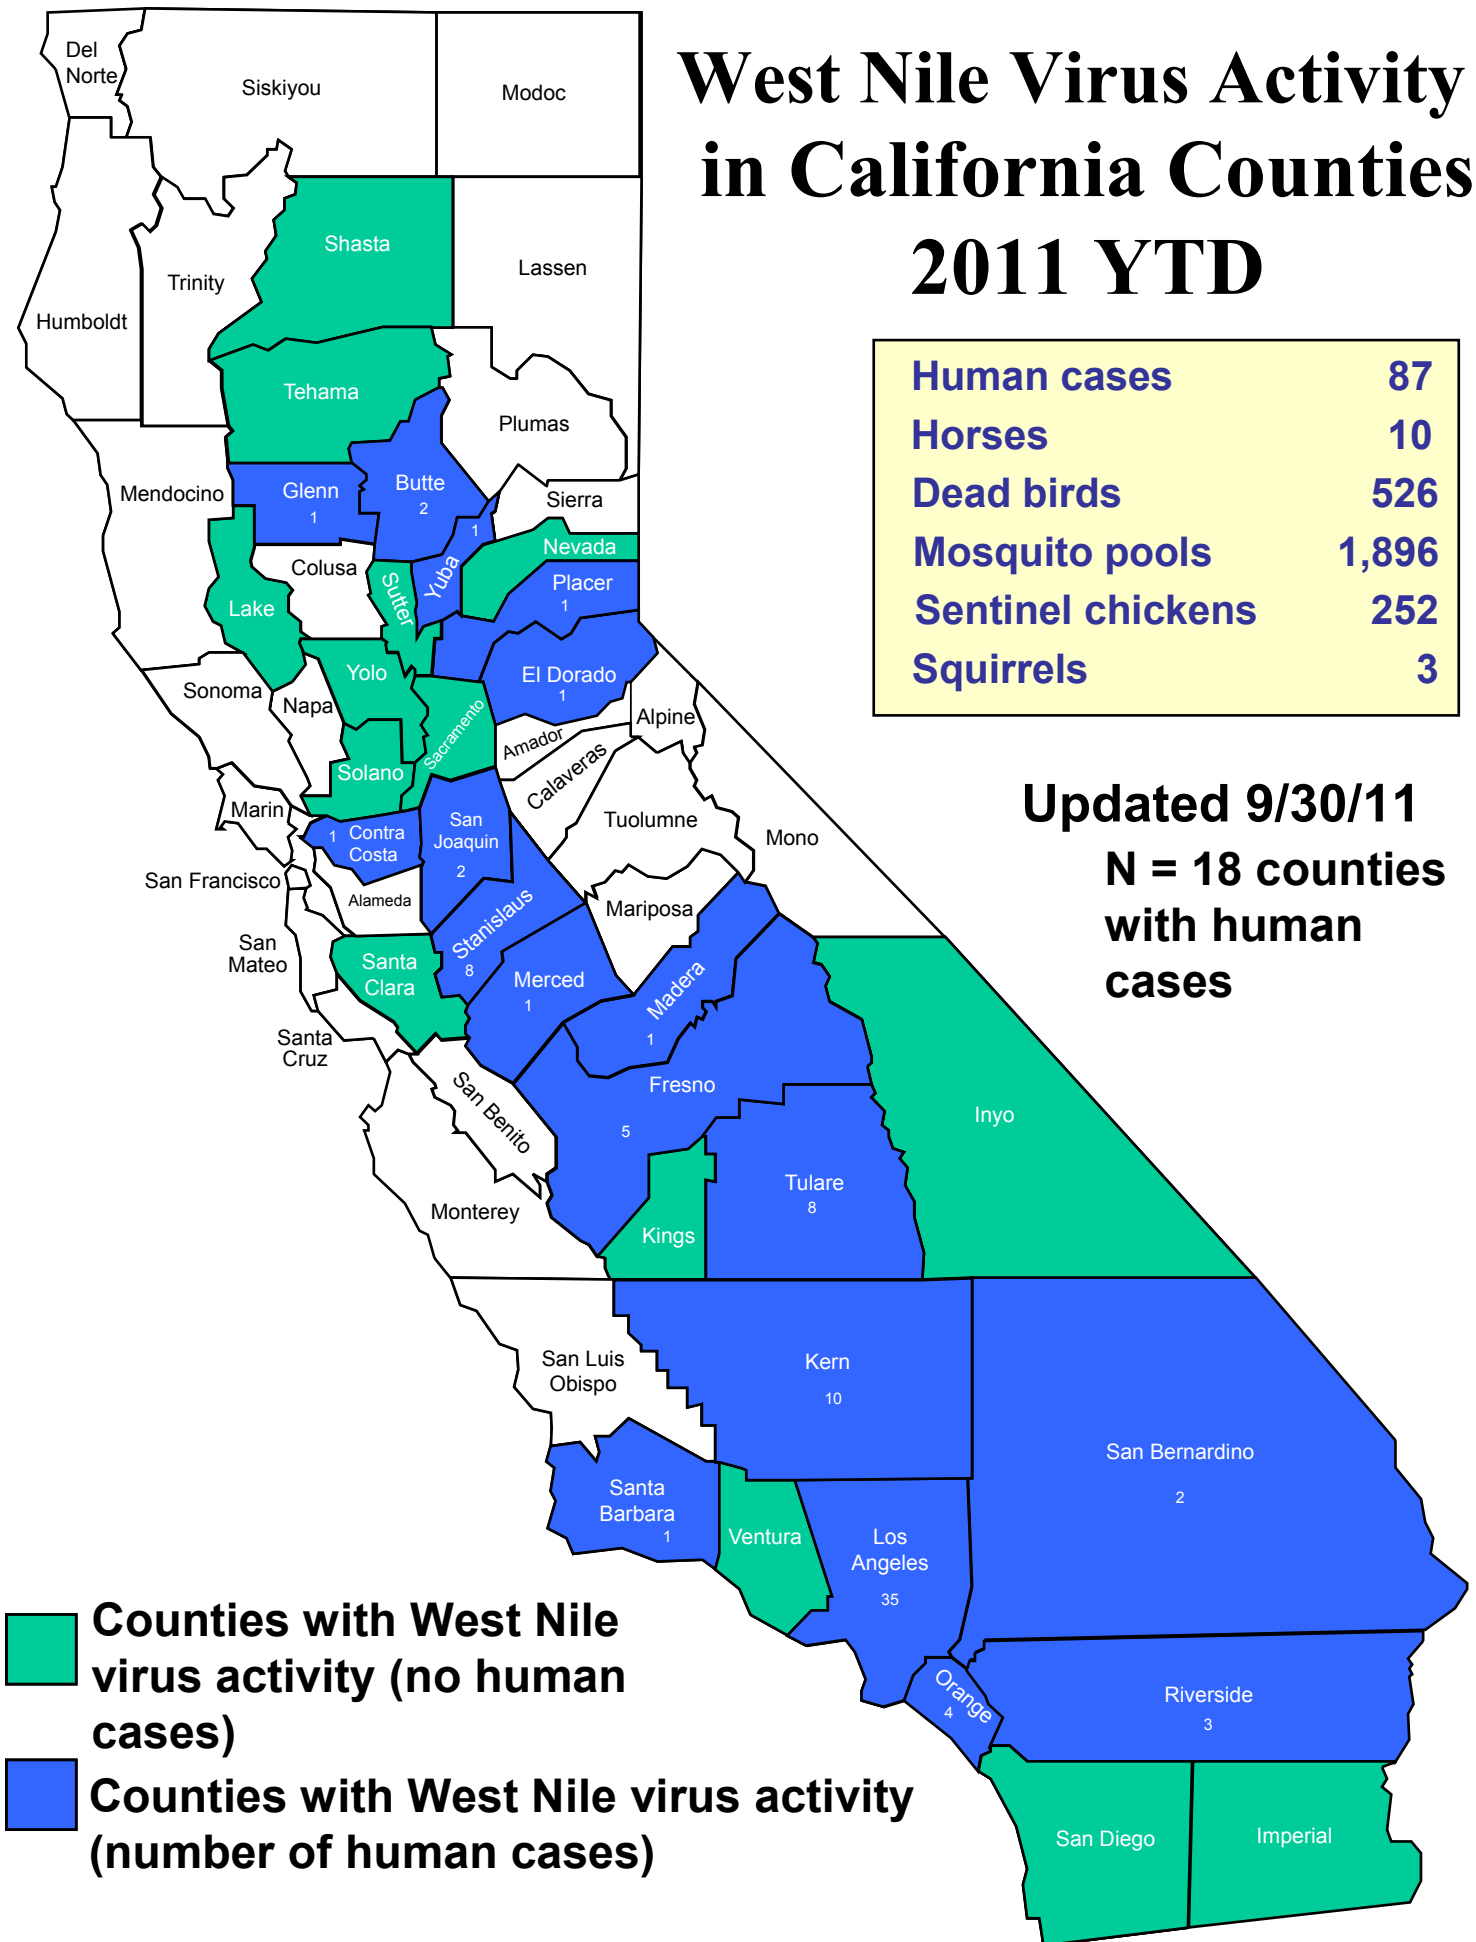 West Nile Virus Activity
in California Counties
2011 YTD
Human cases 87
Horses 10
Dead birds 526
Mosquito pools 1,896
Sentinel chickens 252
Squirrels 3
Updated 9/30/11
N = 18 counties
with human
cases
Del
Norte
Siskiyou
Modoc
Shasta
Lassen
Trinity
Humboldt
Tehama
Plumas
Mendocino
Glenn
1
Butte
2
Sierra
1
Yuba
Nevada
Colusa
Placer
1
Sutter
Lake
Yolo
El Dorado
1
Sonoma
Napa
Sacramento
Alpine
Amador
Solano
Calaveras
Marin
Tuolumne
Mono
1
Contra
Costa
San
Joaquin
2
San Francisco
Alameda
Mariposa
Stanislaus
8
San
Mateo
Santa
Clara
Merced
1
Madera
1
Santa
Cruz
San Benito
Fresno
5
Inyo
Monterey
Tulare
8
Kings
San Luis
Obispo
Kern
10
San Bernardino
2
Santa
Barbara
1
Ventura
Los
Angeles
35
Orange
4
Riverside
3
San Diego
Imperial
Counties with West Nile
virus activity (no human
cases)
Counties with West Nile virus activity
(number of human cases)